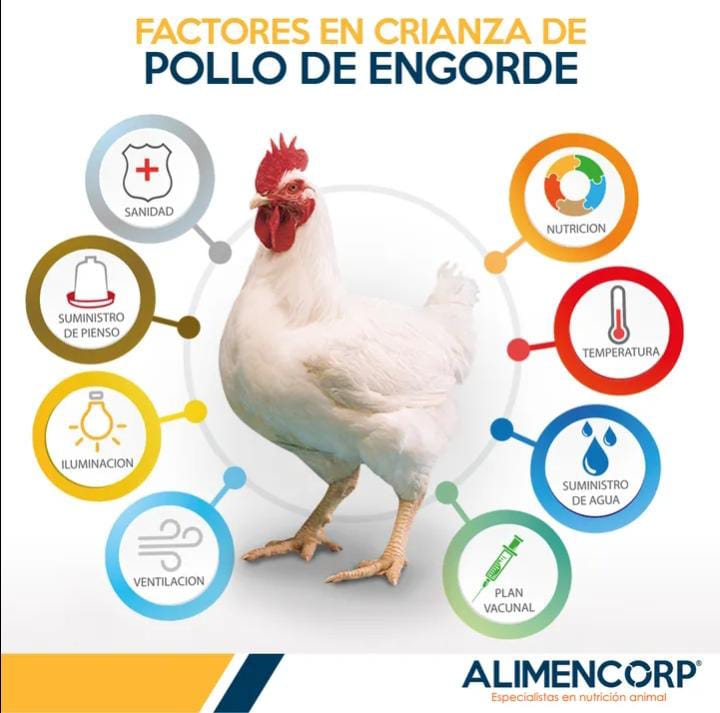 FACTORES EN CRIANZA DE
POLLO DE ENGORDE
SANIDAD
NUTRICION
SUMINISTRO
DE PIENSO
TEMPERATURA
ILUMINACION
SUMINISTRO
DE AGUA
VENTILACION
PLAN
VACUNAL
ALIMENCORP®
Especialistas en nutrición animal